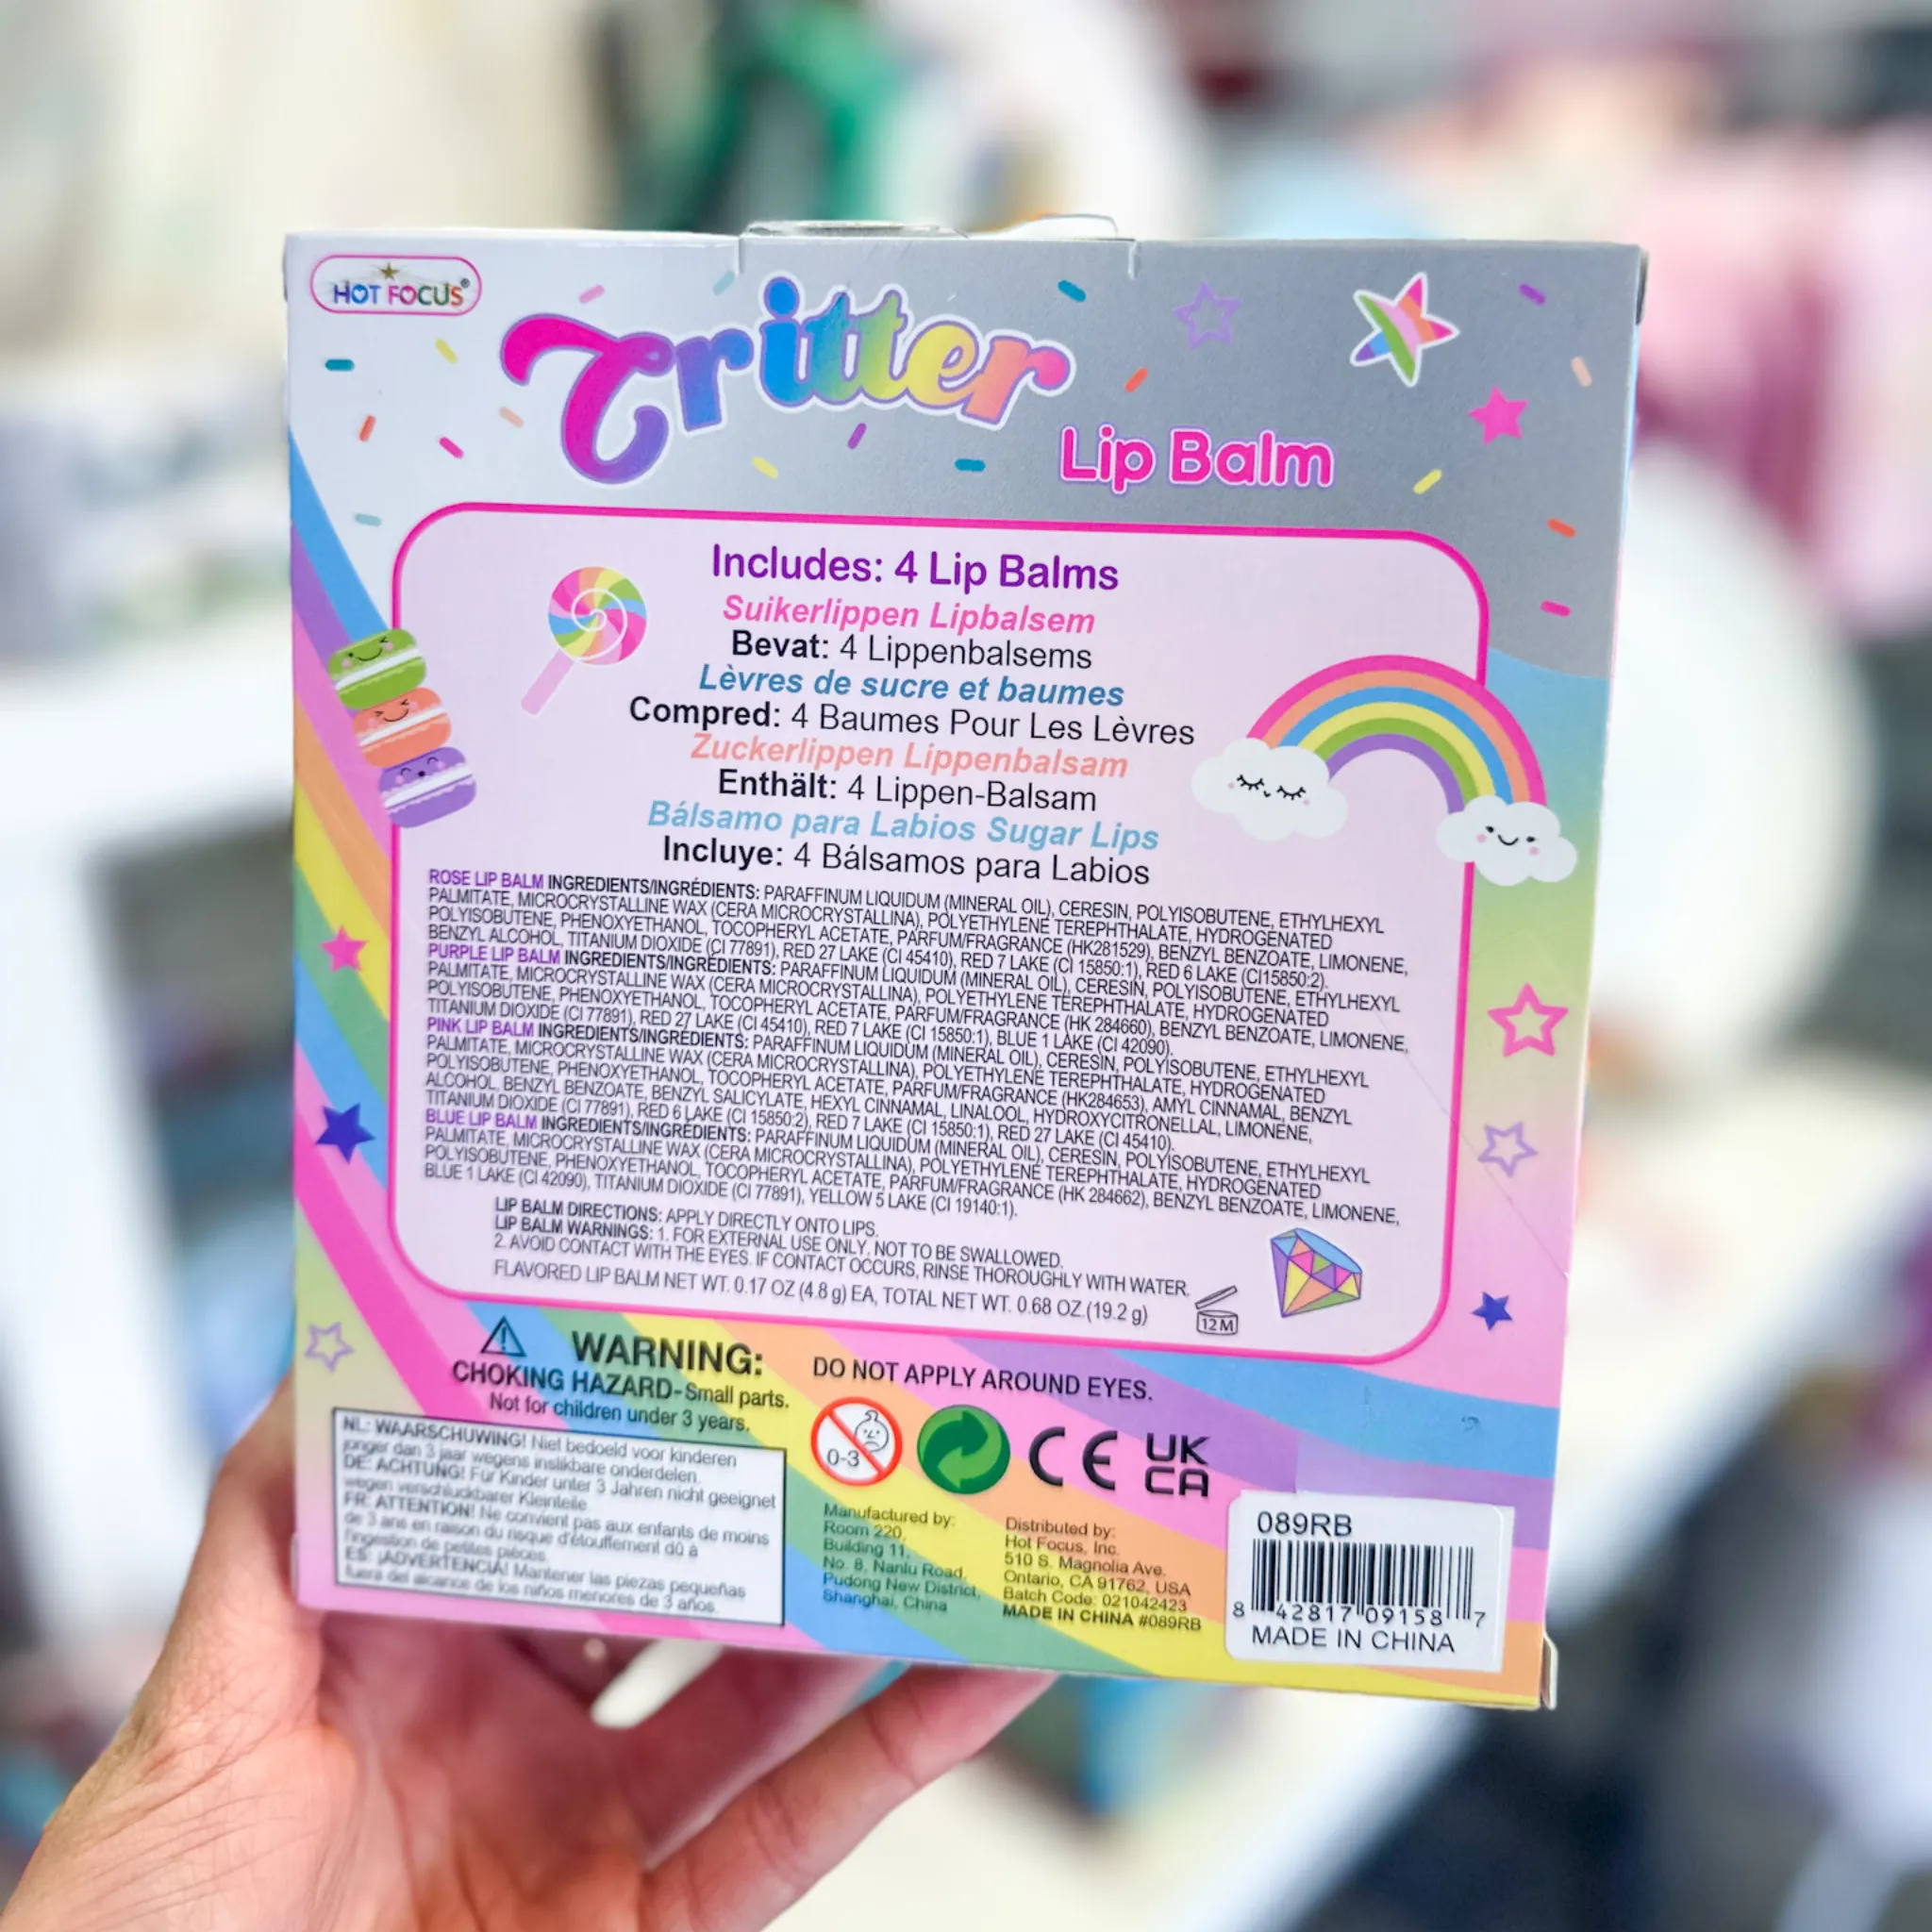 HOT FOCUS®
Critter
Lip Balm
Includes: 4 Lip Balms
Suikerlippen Lipbalsem
Bevat: 4 Lippenbalsems
Lèvres de sucre et baumes
Compred: 4 Baumes Pour Les Lèvres
Zuckerlippen Lippenbalsam
Enthält: 4 Lippen-Balsam
Bálsamo para Labios Sugar Lips
Incluye: 4 Bálsamos para Labios
ROSE LIP BALM INGREDIENTS/INGRÉDIENTS: PARAFFINUM LIQUIDUM (MINERAL OIL), CERESIN, POLYISOBUTENE, ETHYLHEXYL
PALMITATE, MICROCRYSTALLINE WAX (CERA MICROCRYSTALLINA), POLYETHYLENE TEREPHTHALATE, HYDROGENATED
POLYISOBUTENE, PHENOXYETHANOL, TOCOPHERYL ACETATE, PARFUM/FRAGRANCE (HK281529), BENZYL BENZOATE, LIMONENE,
BENZYL ALCOHOL, TITANIUM DIOXIDE (CI 77891), RED 27 LAKE (CI 45410), RED 7 LAKE (CI 15850:1), RED 6 LAKE (CI15850:2).
PURPLE LIP BALM INGREDIENTS/INGRÉDIENTS: PARAFFINUM LIQUIDUM (MINERAL OIL), CERESIN, POLYISOBUTENE, ETHYLHEXYL
PALMITATE, MICROCRYSTALLINE WAX (CERA MICROCRYSTALLINA), POLYETHYLENE TEREPHTHALATE, HYDROGENATED
POLYISOBUTENE, PHENOXYETHANOL, TOCOPHERYL ACETATE, PARFUM/FRAGRANCE (HK 284660), BENZYL BENZOATE, LIMONENE,
TITANIUM DIOXIDE (CI 77891), RED 27 LAKE (CI 45410), RED 7 LAKE (CI 15850:1), BLUE 1 LAKE (CI 42090).
PINK LIP BALM INGREDIENTS/INGRÉDIENTS: PARAFFINUM LIQUIDUM (MINERAL OIL), CERESIN, POLYISOBUTENE, ETHYLHEXYL
PALMITATE, MICROCRYSTALLINE WAX (CERA MICROCRYSTALLINA), POLYETHYLENE TEREPHTHALATE, HYDROGENATED
POLYISOBUTENE, PHENOXYETHANOL, TOCOPHERYL ACETATE, PARFUM/FRAGRANCE (HK284653), AMYL CINNAMAL, BENZYL
ALCOHOL, BENZYL BENZOATE, BENZYL SALICYLATE, HEXYL CINNAMAL, LINALOOL, HYDROXYCITRONELLAL, LIMONENE,
TITANIUM DIOXIDE (CI 77891), RED 6 LAKE (CI 15850:2), RED 7 LAKE (CI 15850:1), RED 27 LAKE (CI 45410).
BLUE LIP BALM INGREDIENTS/INGRÉDIENTS: PARAFFINUM LIQUIDUM (MINERAL OIL), CERESIN, POLYISOBUTENE, ETHYLHEXYL
PALMITATE, MICROCRYSTALLINE WAX (CERA MICROCRYSTALLINA), POLYETHYLENE TEREPHTHALATE, HYDROGENATED
POLYISOBUTENE, PHENOXYETHANOL, TOCOPHERYL ACETATE, PARFUM/FRAGRANCE (HK 284662), BENZYL BENZOATE, LIMONENE,
BLUE 1 LAKE (CI 42090), TITANIUM DIOXIDE (CI 77891), YELLOW 5 LAKE (CI 19140:1).
LIP BALM DIRECTIONS: APPLY DIRECTLY ONTO LIPS.
LIP BALM WARNINGS: 1. FOR EXTERNAL USE ONLY, NOT TO BE SWALLOWED.
2. AVOID CONTACT WITH THE EYES. IF CONTACT OCCURS, RINSE THOROUGHLY WITH WATER.
FLAVORED LIP BALM NET WT. 0.17 OZ (4.8 g) EA, TOTAL NET WT. 0.68 OZ.(19.2 g)
12 M
WARNING:
CHOKING HAZARD-Small parts.
Not for children under 3 years.
DO NOT APPLY AROUND EYES.
0-3
CE
UK
CA
NL: WAARSCHUWING! Niet bedoeld voor kinderen
jonger dan 3 jaar wegens inslikbare onderdelen.
DE: ACHTUNG! Für Kinder unter 3 Jahren nicht geeignet
wegen verschluckbarer Kleinteile.
FR: ATTENTION! Ne convient pas aux enfants de moins
de 3 ans en raison du risque d'étouffement dû à
l'ingestion de petites pièces.
ES: ¡ADVERTENCIA! Mantener las piezas pequeñas
fuera del alcance de los niños menores de 3 años.
Manufactured by:
Room 220,
Building 11,
No. 8, Nanlu Road,
Pudong New District,
Shanghai, China
Distributed by:
Hot Focus, Inc.
510 S. Magnolia Ave.
Ontario, CA 91762, USA
Batch Code: 021042423
MADE IN CHINA #089RB
089RB
8 42817 09158 7
MADE IN CHINA